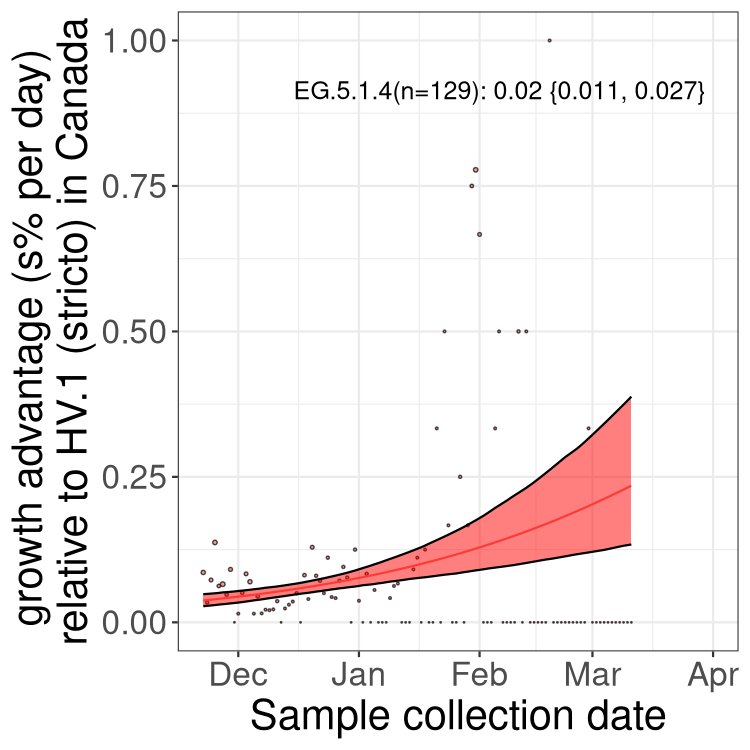 growth advantage (s% per day)
relative to HV.1 (stricto) in Canada
1.00
0.75
0.50
0.25
0.00
EG.5.1.4(n=129): 0.02 {0.011, 0.027}
Dec Jan Feb Mar Apr
Sample collection date